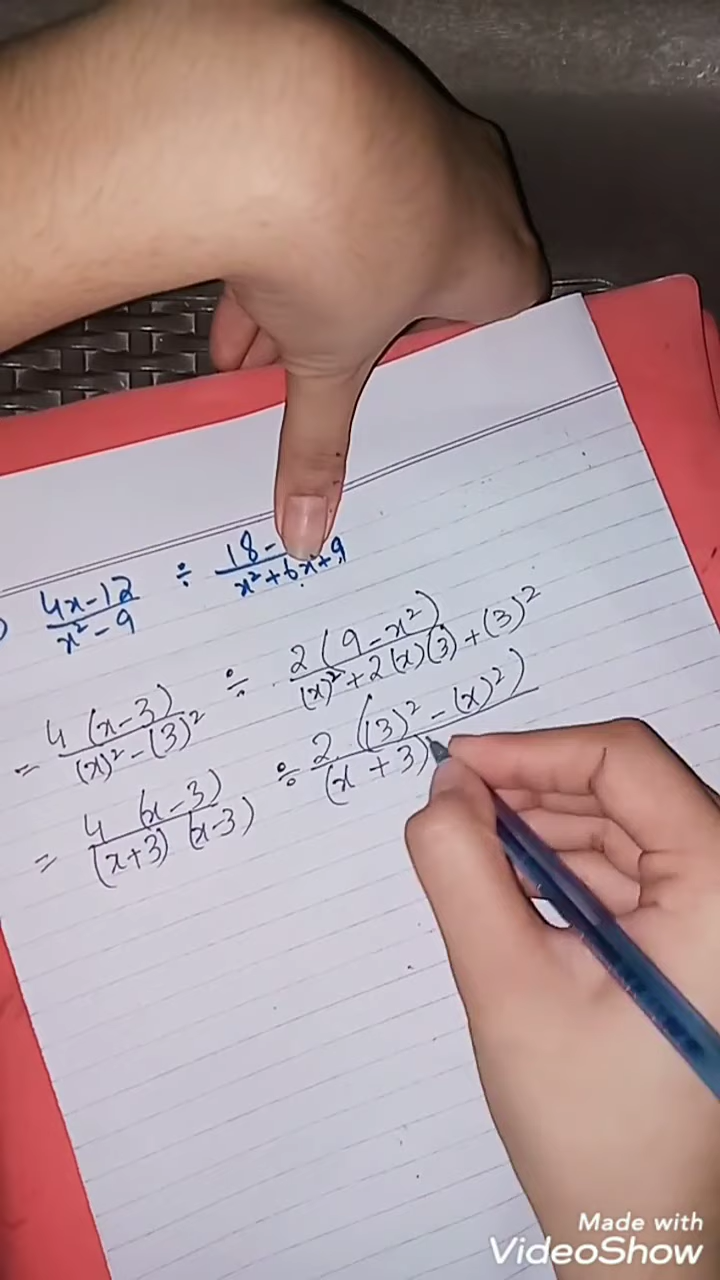 ) 4x-12 / x² - 9 ÷ 18 - / x² + 6x + 9
= 4 (x-3) / (x)² - (3)² ÷ 2 (9 - x²) / (x)² + 2(x)(3) + (3)²
= 4 (x-3) / (x+3) (x-3) ÷ 2 ((3)² - (x)²) / (x + 3)
Made with
VideoShow